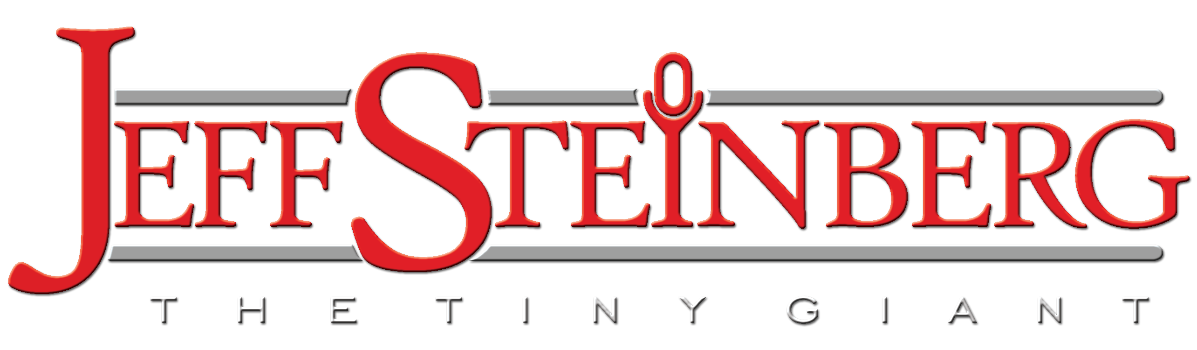 JEFF STEINBERG
THE TINY GIANT